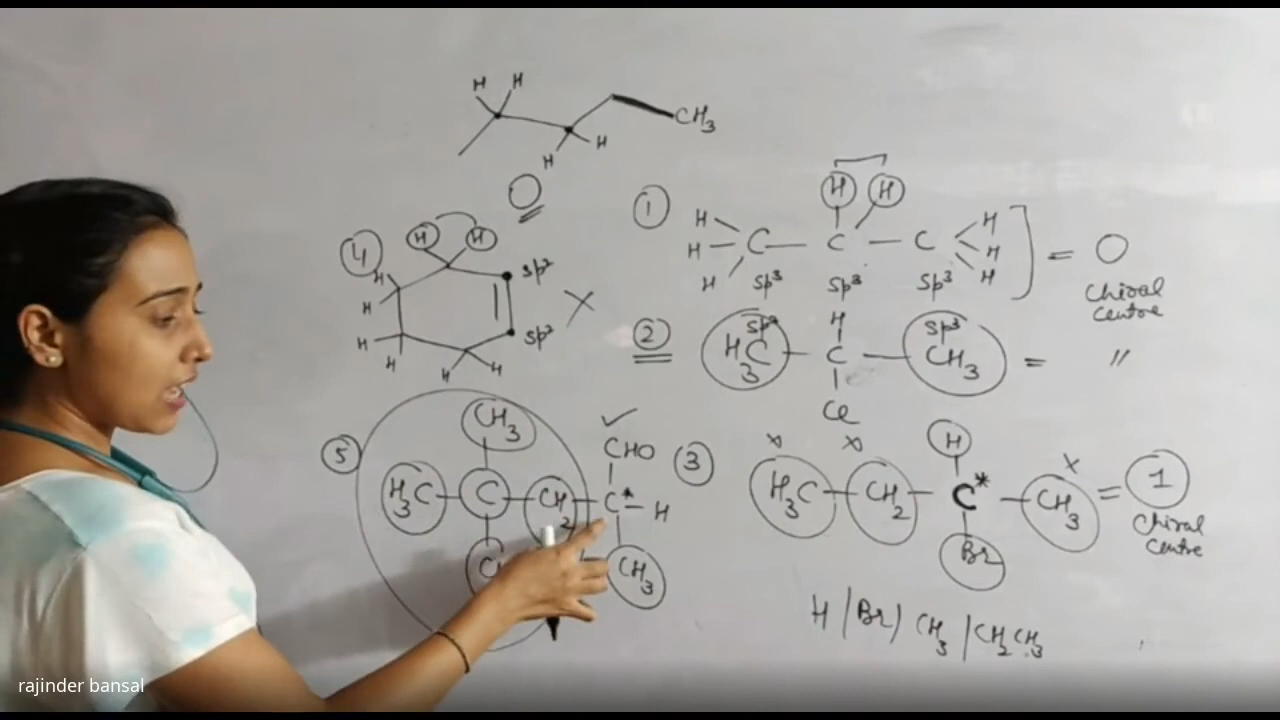 H H
CH3
H H
① H H
H
H C C C H
H
H Sp³ Sp³ Sp³ H
= 0
Chiral
Centre
② H
Sp³ Sp³
H3C C CH3 = "
Cl
③ H
H3C CH2 C* CH3 = 1
Br
Chiral
Centre
H / Br / CH3 / CH2CH3
④ H H
H Sp²
H Sp²
H
H H H
⑤ CH3 CHO
H3C C CH2 C* H
CH3
rajinder bansal